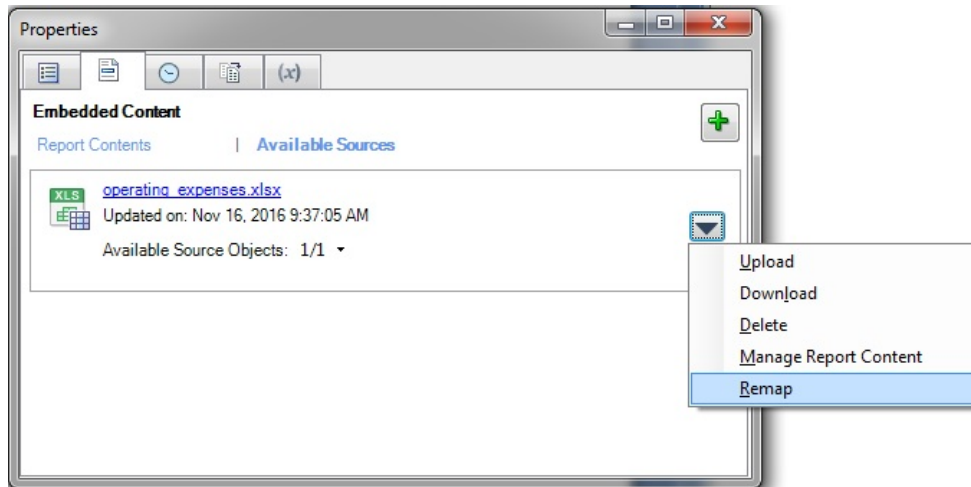 Properties
(x)
Embedded Content
Report Contents | Available Sources
XLS
operating_expenses.xlsx
Updated on: Nov 16, 2016 9:37:05 AM
Available Source Objects: 1/1
Upload
Download
Delete
Manage Report Content
Remap